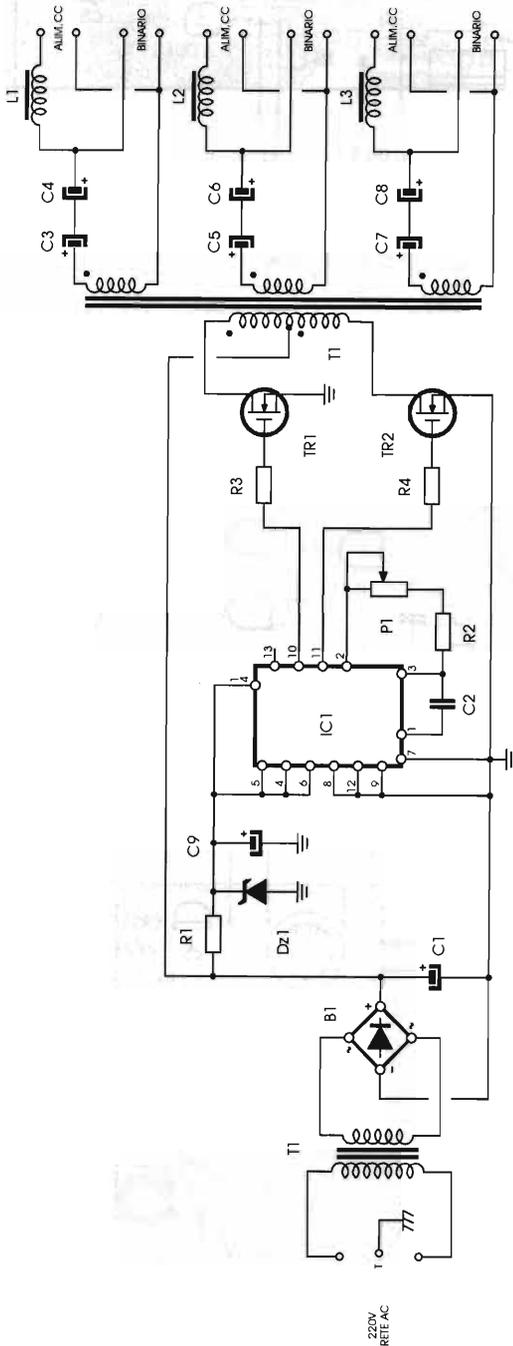 220V
RETE AC
T
T1
B1
~
+
-
~
C1
+
R1
Dz1
C9
+
IC1
1
4
5
4
6
8
12
9
7
1
3
2
11
10
13
C2
R2
P1
R3
R4
TR1
TR2
T1
C3
+
C4
+
L1
ALIM.CC
BINARIO
C5
+
C6
+
L2
ALIM.CC
BINARIO
C7
+
C8
+
L3
ALIM.CC
BINARIO